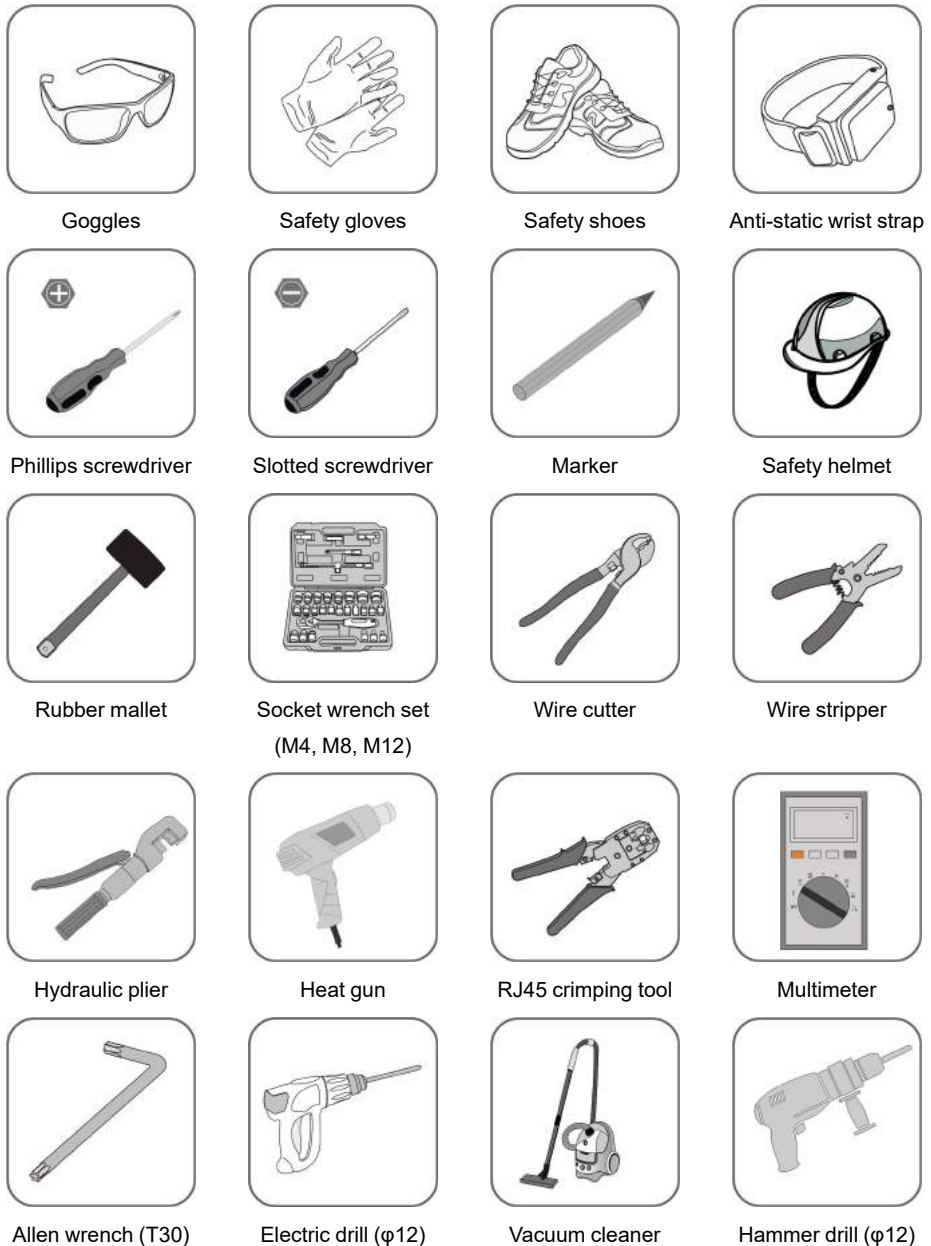 Goggles
Safety gloves
Safety shoes
Anti-static wrist strap
Phillips screwdriver
Slotted screwdriver
Marker
Safety helmet
Rubber mallet
Socket wrench set
(M4, M8, M12)
Wire cutter
Wire stripper
Hydraulic plier
Heat gun
RJ45 crimping tool
Multimeter
Allen wrench (T30)
Electric drill (φ12)
Vacuum cleaner
Hammer drill (φ12)